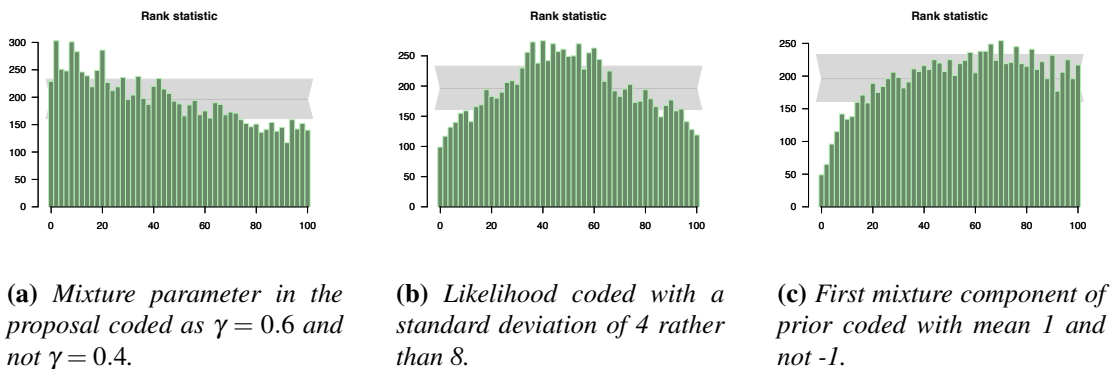 Rank statistic
300
250
200
150
100
50
0
0 20 40 60 80 100
Rank statistic
250
200
150
100
50
0
0 20 40 60 80 100
Rank statistic
250
200
150
100
50
0
0 20 40 60 80 100
(a) Mixture parameter in the
proposal coded as γ = 0.6 and
not γ = 0.4.
(b) Likelihood coded with a
standard deviation of 4 rather
than 8.
(c) First mixture component of
prior coded with mean 1 and
not -1.